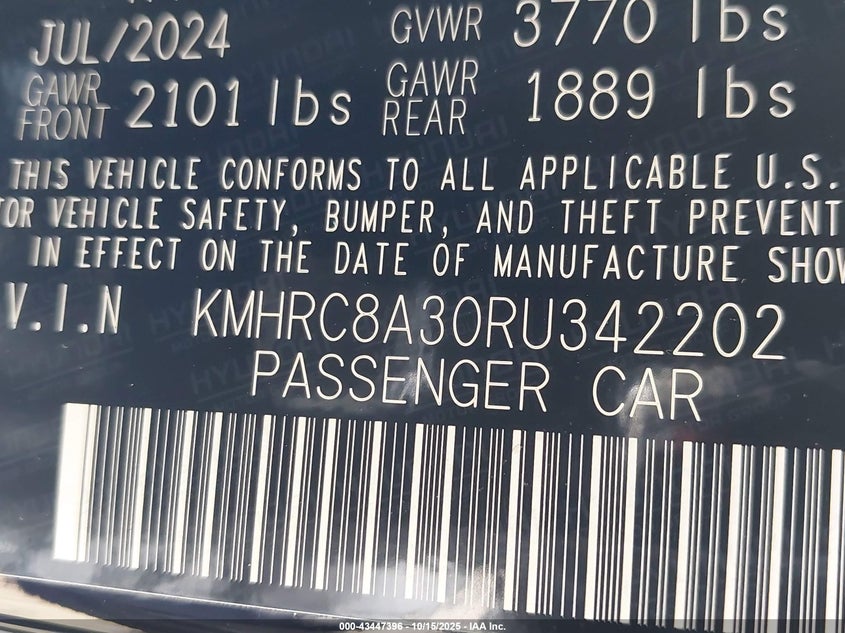 JUL/2024 GVWR 3770 lbs
GAWR FRONT 2101 lbs GAWR REAR 1889 lbs
THIS VEHICLE CONFORMS TO ALL APPLICABLE U.S.
TOR VEHICLE SAFETY, BUMPER, AND THEFT PREVENT
IN EFFECT ON THE DATE OF MANUFACTURE SHOW
V.I.N KMHRC8A30RU342202
PASSENGER CAR
000-43447396 - 10/15/2025 - IAA Inc.